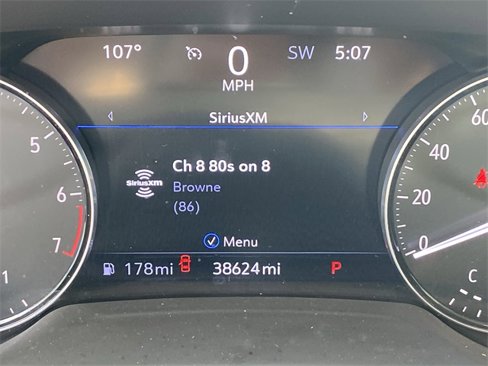 107° 0 SW 5:07
MPH
SiriusXM
Ch 8 80s on 8
SiriusXM
Browne
(86)
Menu
178mi 38624mi P
5
6
7
1
60
40
20
0
C